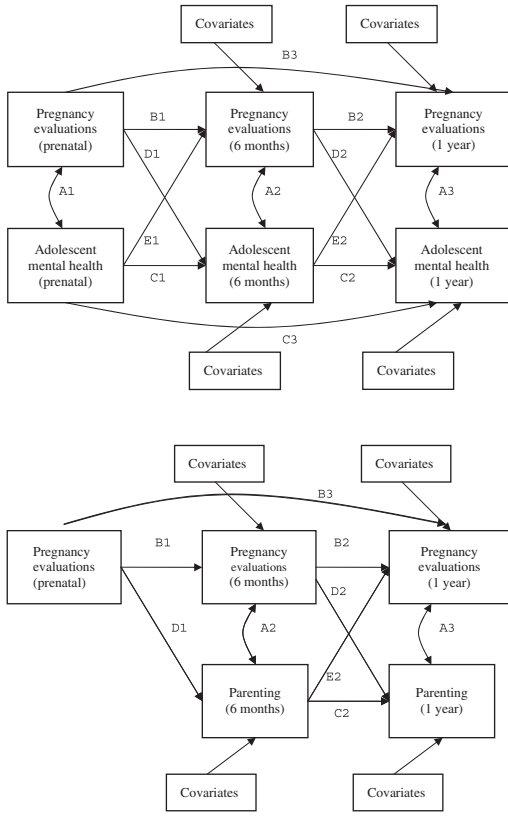 Covariates
Covariates
B3
Pregnancy
evaluations
(prenatal)
B1
Pregnancy
evaluations
(6 months)
B2
Pregnancy
evaluations
(1 year)
D1
D2
A1
A2
A3
E1
E2
Adolescent
mental health
(prenatal)
C1
Adolescent
mental health
(6 months)
C2
Adolescent
mental health
(1 year)
C3
Covariates
Covariates
Covariates
Covariates
B3
Pregnancy
evaluations
(prenatal)
B1
Pregnancy
evaluations
(6 months)
B2
Pregnancy
evaluations
(1 year)
D2
D1
A2
A3
E2
Parenting
(6 months)
C2
Parenting
(1 year)
Covariates
Covariates